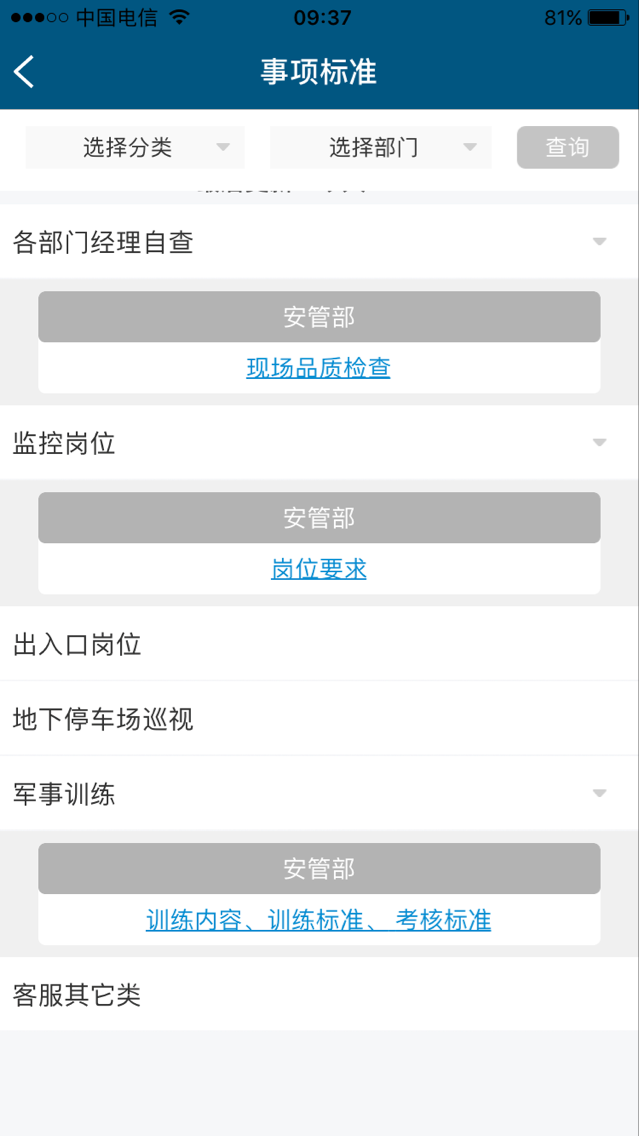 中国电信 09:37 81%
事项标准
选择分类 选择部门 查询
各部门经理自查
安管部
现场品质检查
监控岗位
安管部
岗位要求
出入口岗位
地下停车场巡视
军事训练
安管部
训练内容、训练标准、 考核标准
客服其它类